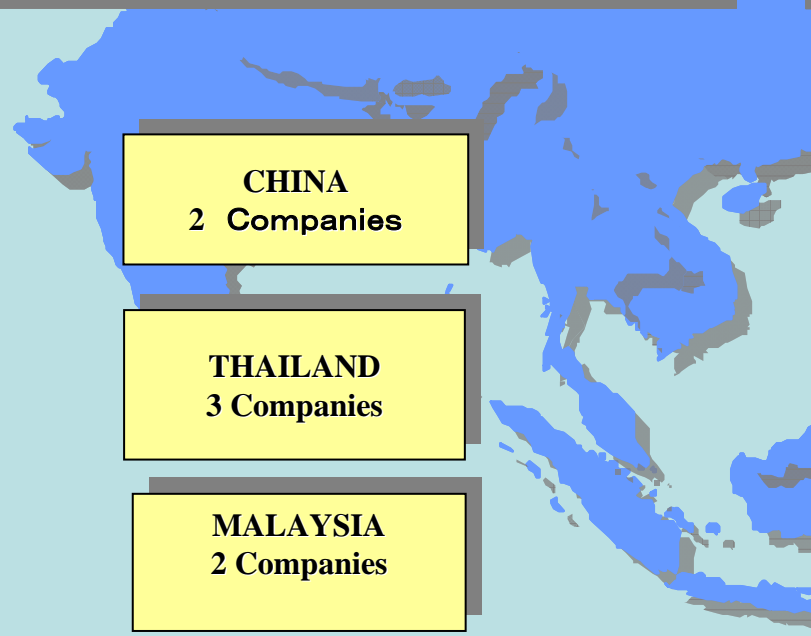 CHINA
2 Companies
THAILAND
3 Companies
MALAYSIA
2 Companies